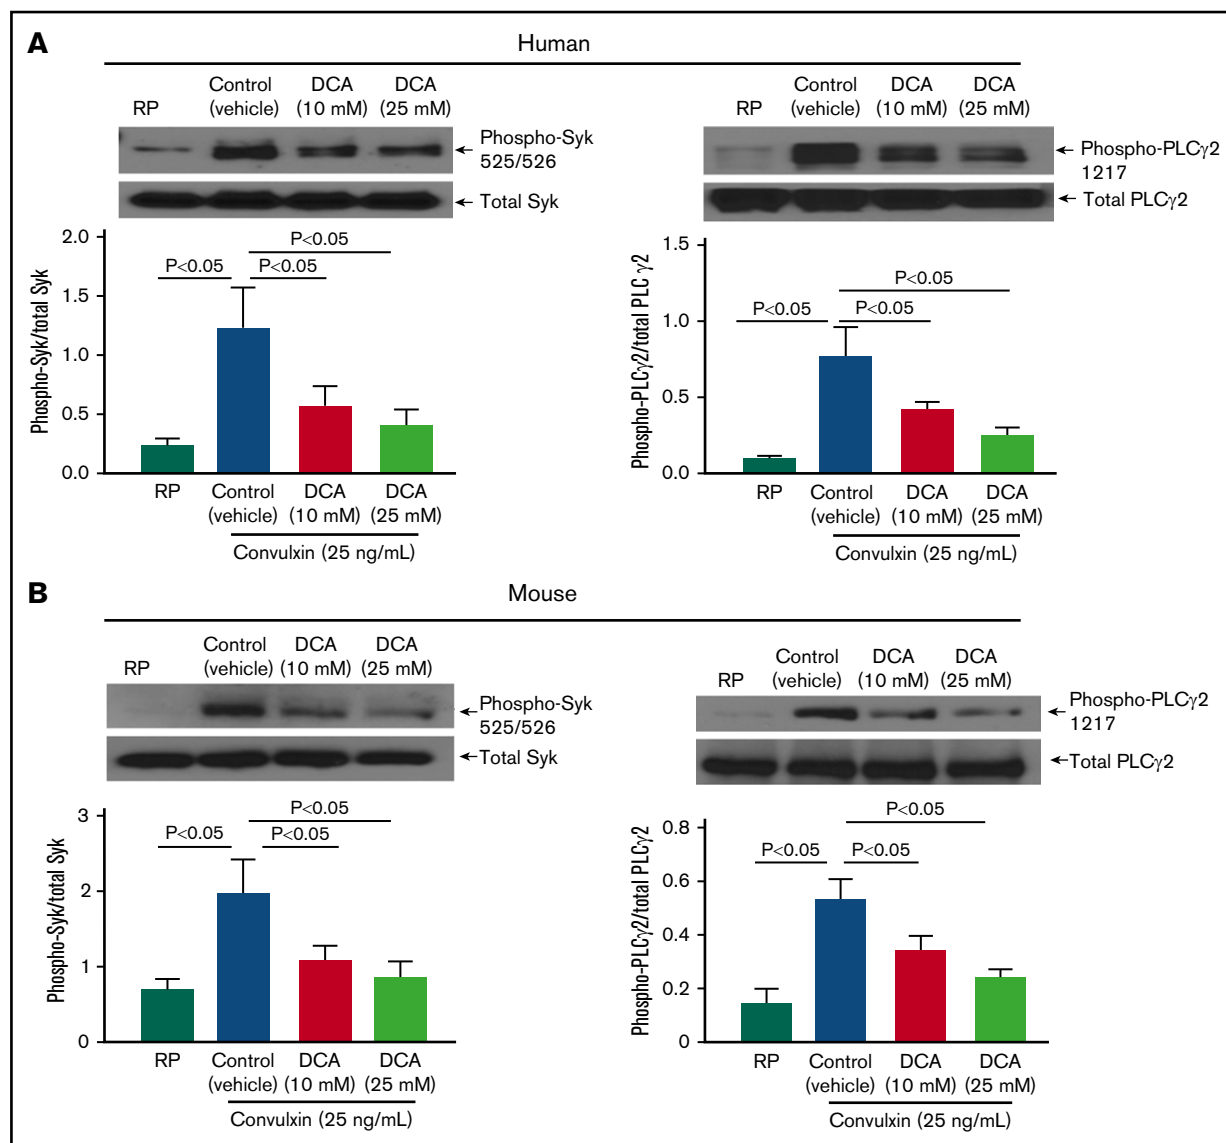 A
Human
RP
Control
(vehicle)
DCA
(10 mM)
DCA
(25 mM)
Phospho-Syk
525/526
Total Syk
2.0
1.5
1.0
0.5
0.0
Phospho-Syk/total Syk
P<0.05
P<0.05
P<0.05
RP
Control
(vehicle)
DCA
(10 mM)
DCA
(25 mM)
Convulxin (25 ng/mL)
RP
Control
(vehicle)
DCA
(10 mM)
DCA
(25 mM)
Phospho-PLCγ2
1217
Total PLCγ2
1.5
1.0
0.5
0.0
Phospho-PLCγ2/total PLC γ2
P<0.05
P<0.05
P<0.05
RP
Control
(vehicle)
DCA
(10 mM)
DCA
(25 mM)
Convulxin (25 ng/mL)
B
Mouse
RP
Control
(vehicle)
DCA
(10 mM)
DCA
(25 mM)
Phospho-Syk
525/526
Total Syk
3
2
1
0
Phospho-Syk/total Syk
P<0.05
P<0.05
P<0.05
RP
Control
(vehicle)
DCA
(10 mM)
DCA
(25 mM)
Convulxin (25 ng/mL)
RP
Control
(vehicle)
DCA
(10 mM)
DCA
(25 mM)
Phospho-PLCγ2
1217
Total PLCγ2
0.8
0.6
0.4
0.2
0
Phospho-PLCγ2/total PLCγ2
P<0.05
P<0.05
P<0.05
RP
Control
(vehicle)
DCA
(10 mM)
DCA
(25 mM)
Convulxin (25 ng/mL)